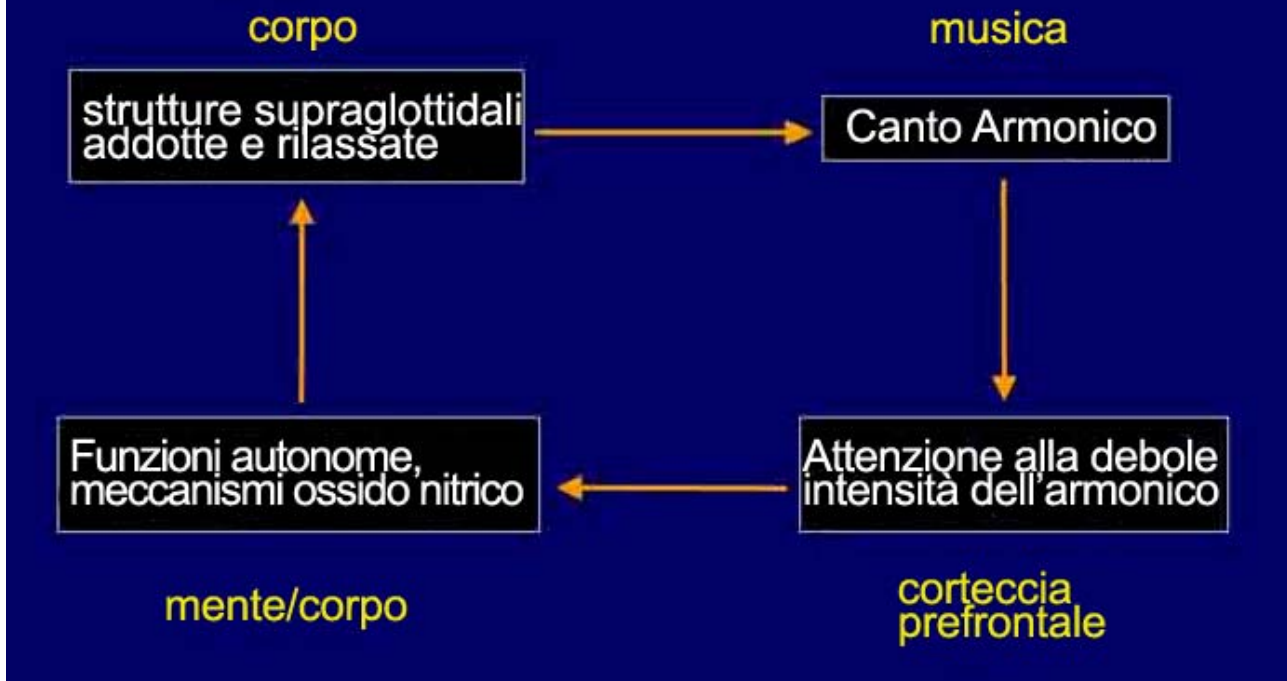 corpo
strutture supraglottidali
addotte e rilassate
musica
Canto Armonico
Funzioni autonome,
meccanismi ossido nitrico
mente/corpo
Attenzione alla debole
intensità dell'armonico
corteccia
prefrontale